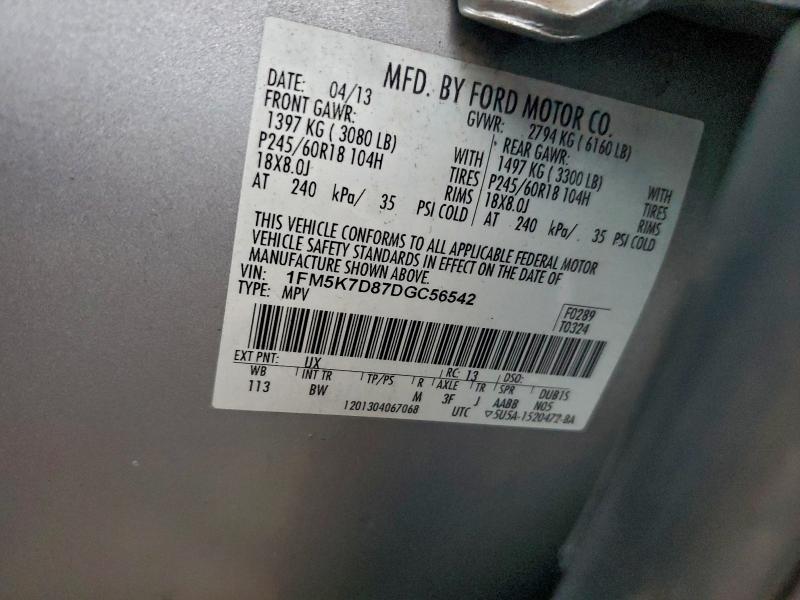 MFD. BY FORD MOTOR CO.
DATE: 04/13 GVWR: 2794 KG ( 6160 LB)
FRONT GAWR: REAR GAWR:
1397 KG ( 3080 LB) WITH 1497 KG ( 3300 LB) WITH
P245/60R18 104H TIRES P245/60R18 104H TIRES
18X8.0J RIMS 18X8.0J RIMS
AT 240 kPa/ 35 PSI COLD AT 240 kPa/ 35 PSI COLD
THIS VEHICLE CONFORMS TO ALL APPLICABLE FEDERAL MOTOR
VEHICLE SAFETY STANDARDS IN EFFECT ON THE DATE OF
MANUFACTURE SHOWN ABOVE.
VIN: 1FM5K7D87DGC56542
TYPE: MPV
F0289
T0324
EXT PNT: UX RC: 13 DSO:
WB INT TR TP/PS R AXLE TR SPR DUB1S
113 BW M 3F J AABB N05
1201304067068 UTC ▽5U5A-1520472-BA